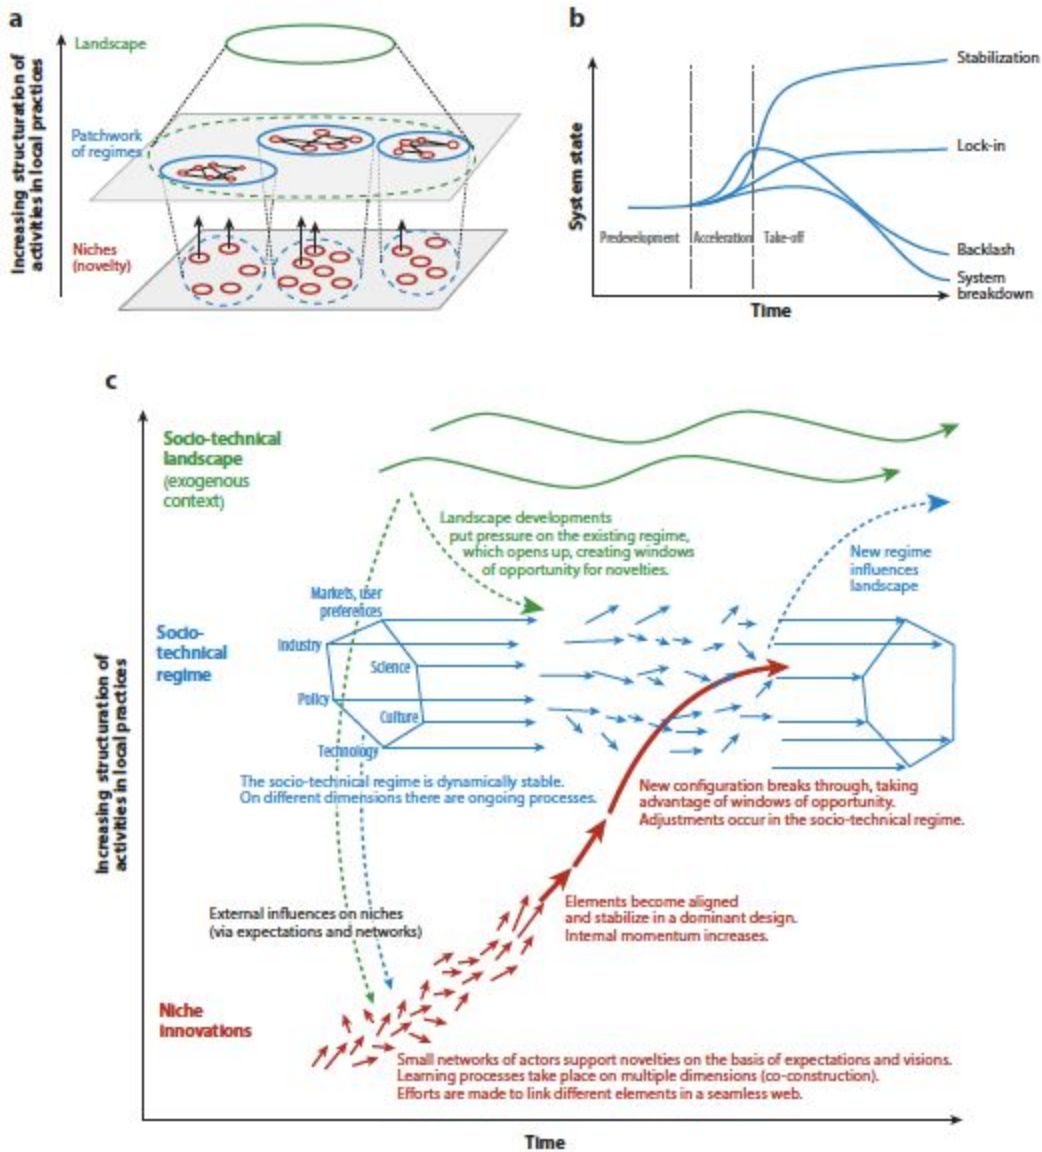 a
Increasing structuration of
activities in local practices
Landscape
Patchwork
of regimes
Niches
(novelty)
b
System state
Predevelopment
Acceleration
Take-off
Stabilization
Lock-in
Backlash
System
breakdown
Time
c
Increasing structuration of
activities in local practices
Socio-technical
landscape
(exogenous
context)
Landscape developments
put pressure on the existing regime,
which opens up, creating windows
of opportunity for novelties.
New regime
influences
landscape
Socio-
technical
regime
Markets, user
preferences
Industry
Science
Policy
Culture
Technology
The socio-technical regime is dynamically stable.
On different dimensions there are ongoing processes.
New configuration breaks through, taking
advantage of windows of opportunity.
Adjustments occur in the socio-technical regime.
External influences on niches
(via expectations and networks)
Elements become aligned
and stabilize in a dominant design.
Internal momentum increases.
Niche
innovations
Small networks of actors support novelties on the basis of expectations and visions.
Learning processes take place on multiple dimensions (co-construction).
Efforts are made to link different elements in a seamless web.
Time